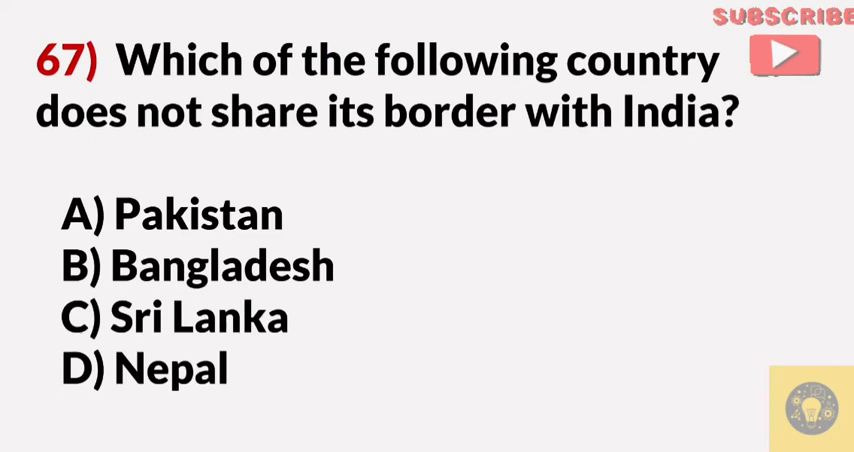 SUBSCRIBE
67) Which of the following country
does not share its border with India?
A) Pakistan
B) Bangladesh
C) Sri Lanka
D) Nepal